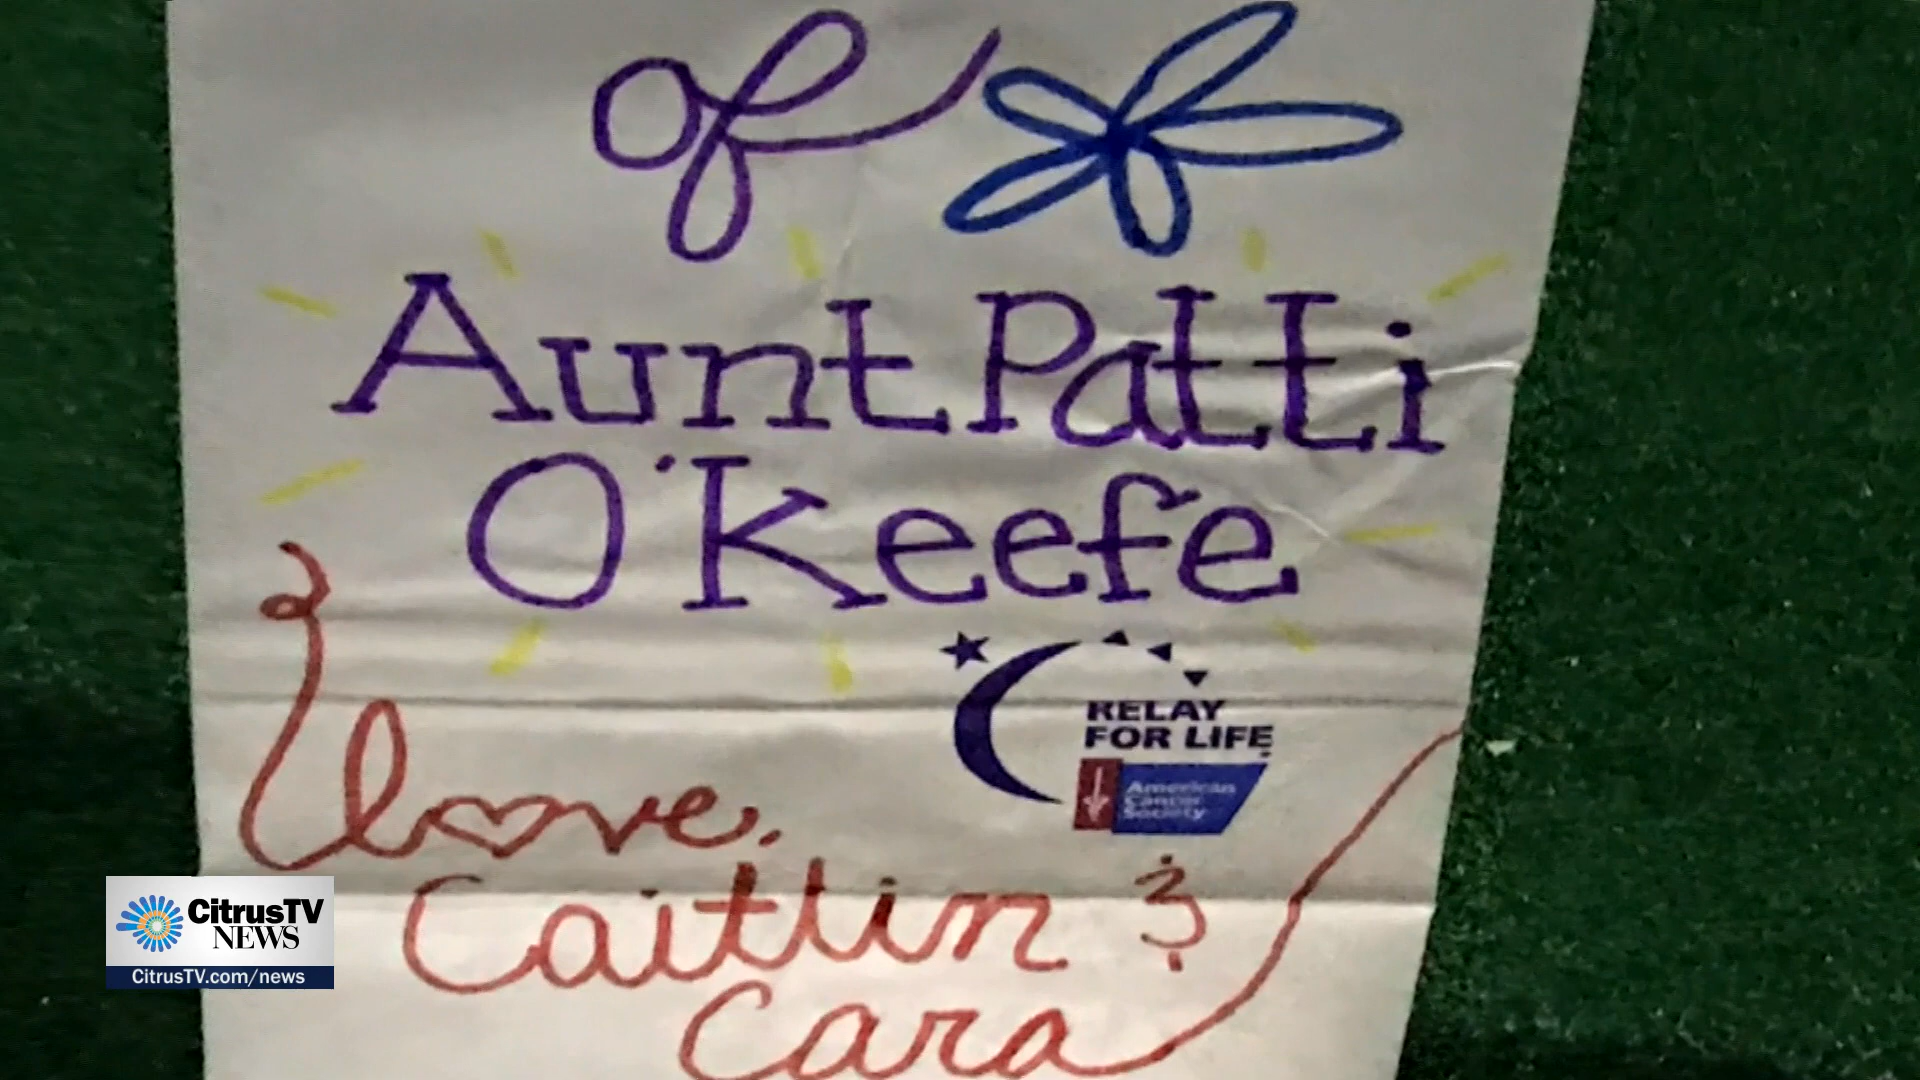 of
Aunt Patti
O'Keefe
RELAY
FOR LIFE
American
Cancer
Society
love,
Caitlin &
Cara
CitrusTV
NEWS
CitrusTV.com/news